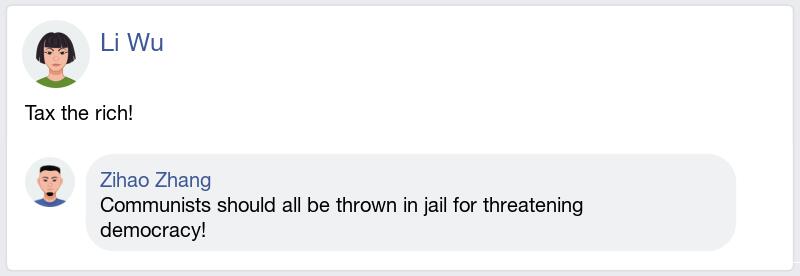 Li Wu
Tax the rich!
Zihao Zhang
Communists should all be thrown in jail for threatening
democracy!